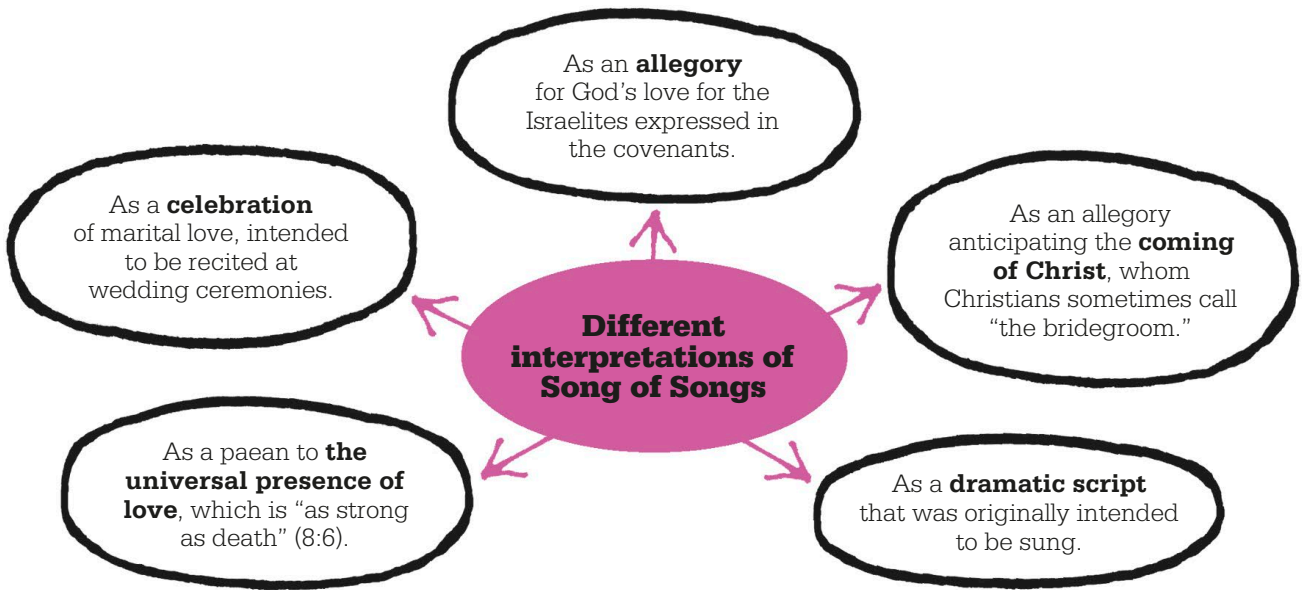 As an allegory
for God’s love for the
Israelites expressed in
the covenants.
As a celebration
of marital love, intended
to be recited at
wedding ceremonies.
As an allegory
anticipating the coming
of Christ, whom
Christians sometimes call
“the bridegroom.”
Different
interpretations of
Song of Songs
As a paean to the
universal presence of
love, which is “as strong
as death” (8:6).
As a dramatic script
that was originally intended
to be sung.